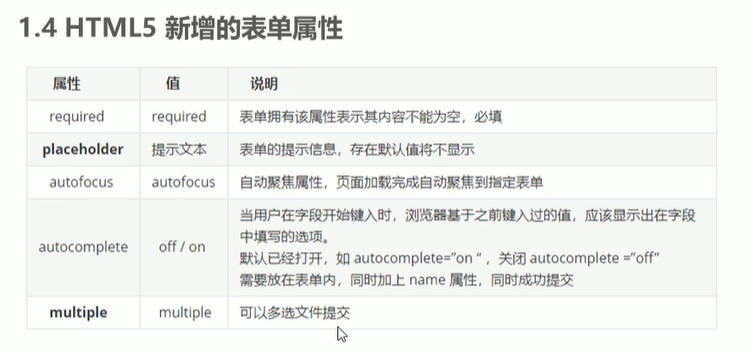 1.4 HTML5 新增的表单属性
属性 值 说明
required required 表单拥有该属性表示其内容不能为空，必填
placeholder 提示文本 表单的提示信息，存在默认值将不显示
autofocus autofocus 自动聚焦属性，页面加载完成自动聚焦到指定表单
autocomplete off / on 当用户在字段开始键入时，浏览器基于之前键入过的值，应该显示出在字段
中填写的选项。
默认已经打开，如 autocomplete=”on “ ，关闭 autocomplete =”off”
需要放在表单内，同时加上 name 属性，同时成功提交
multiple multiple 可以多选文件提交